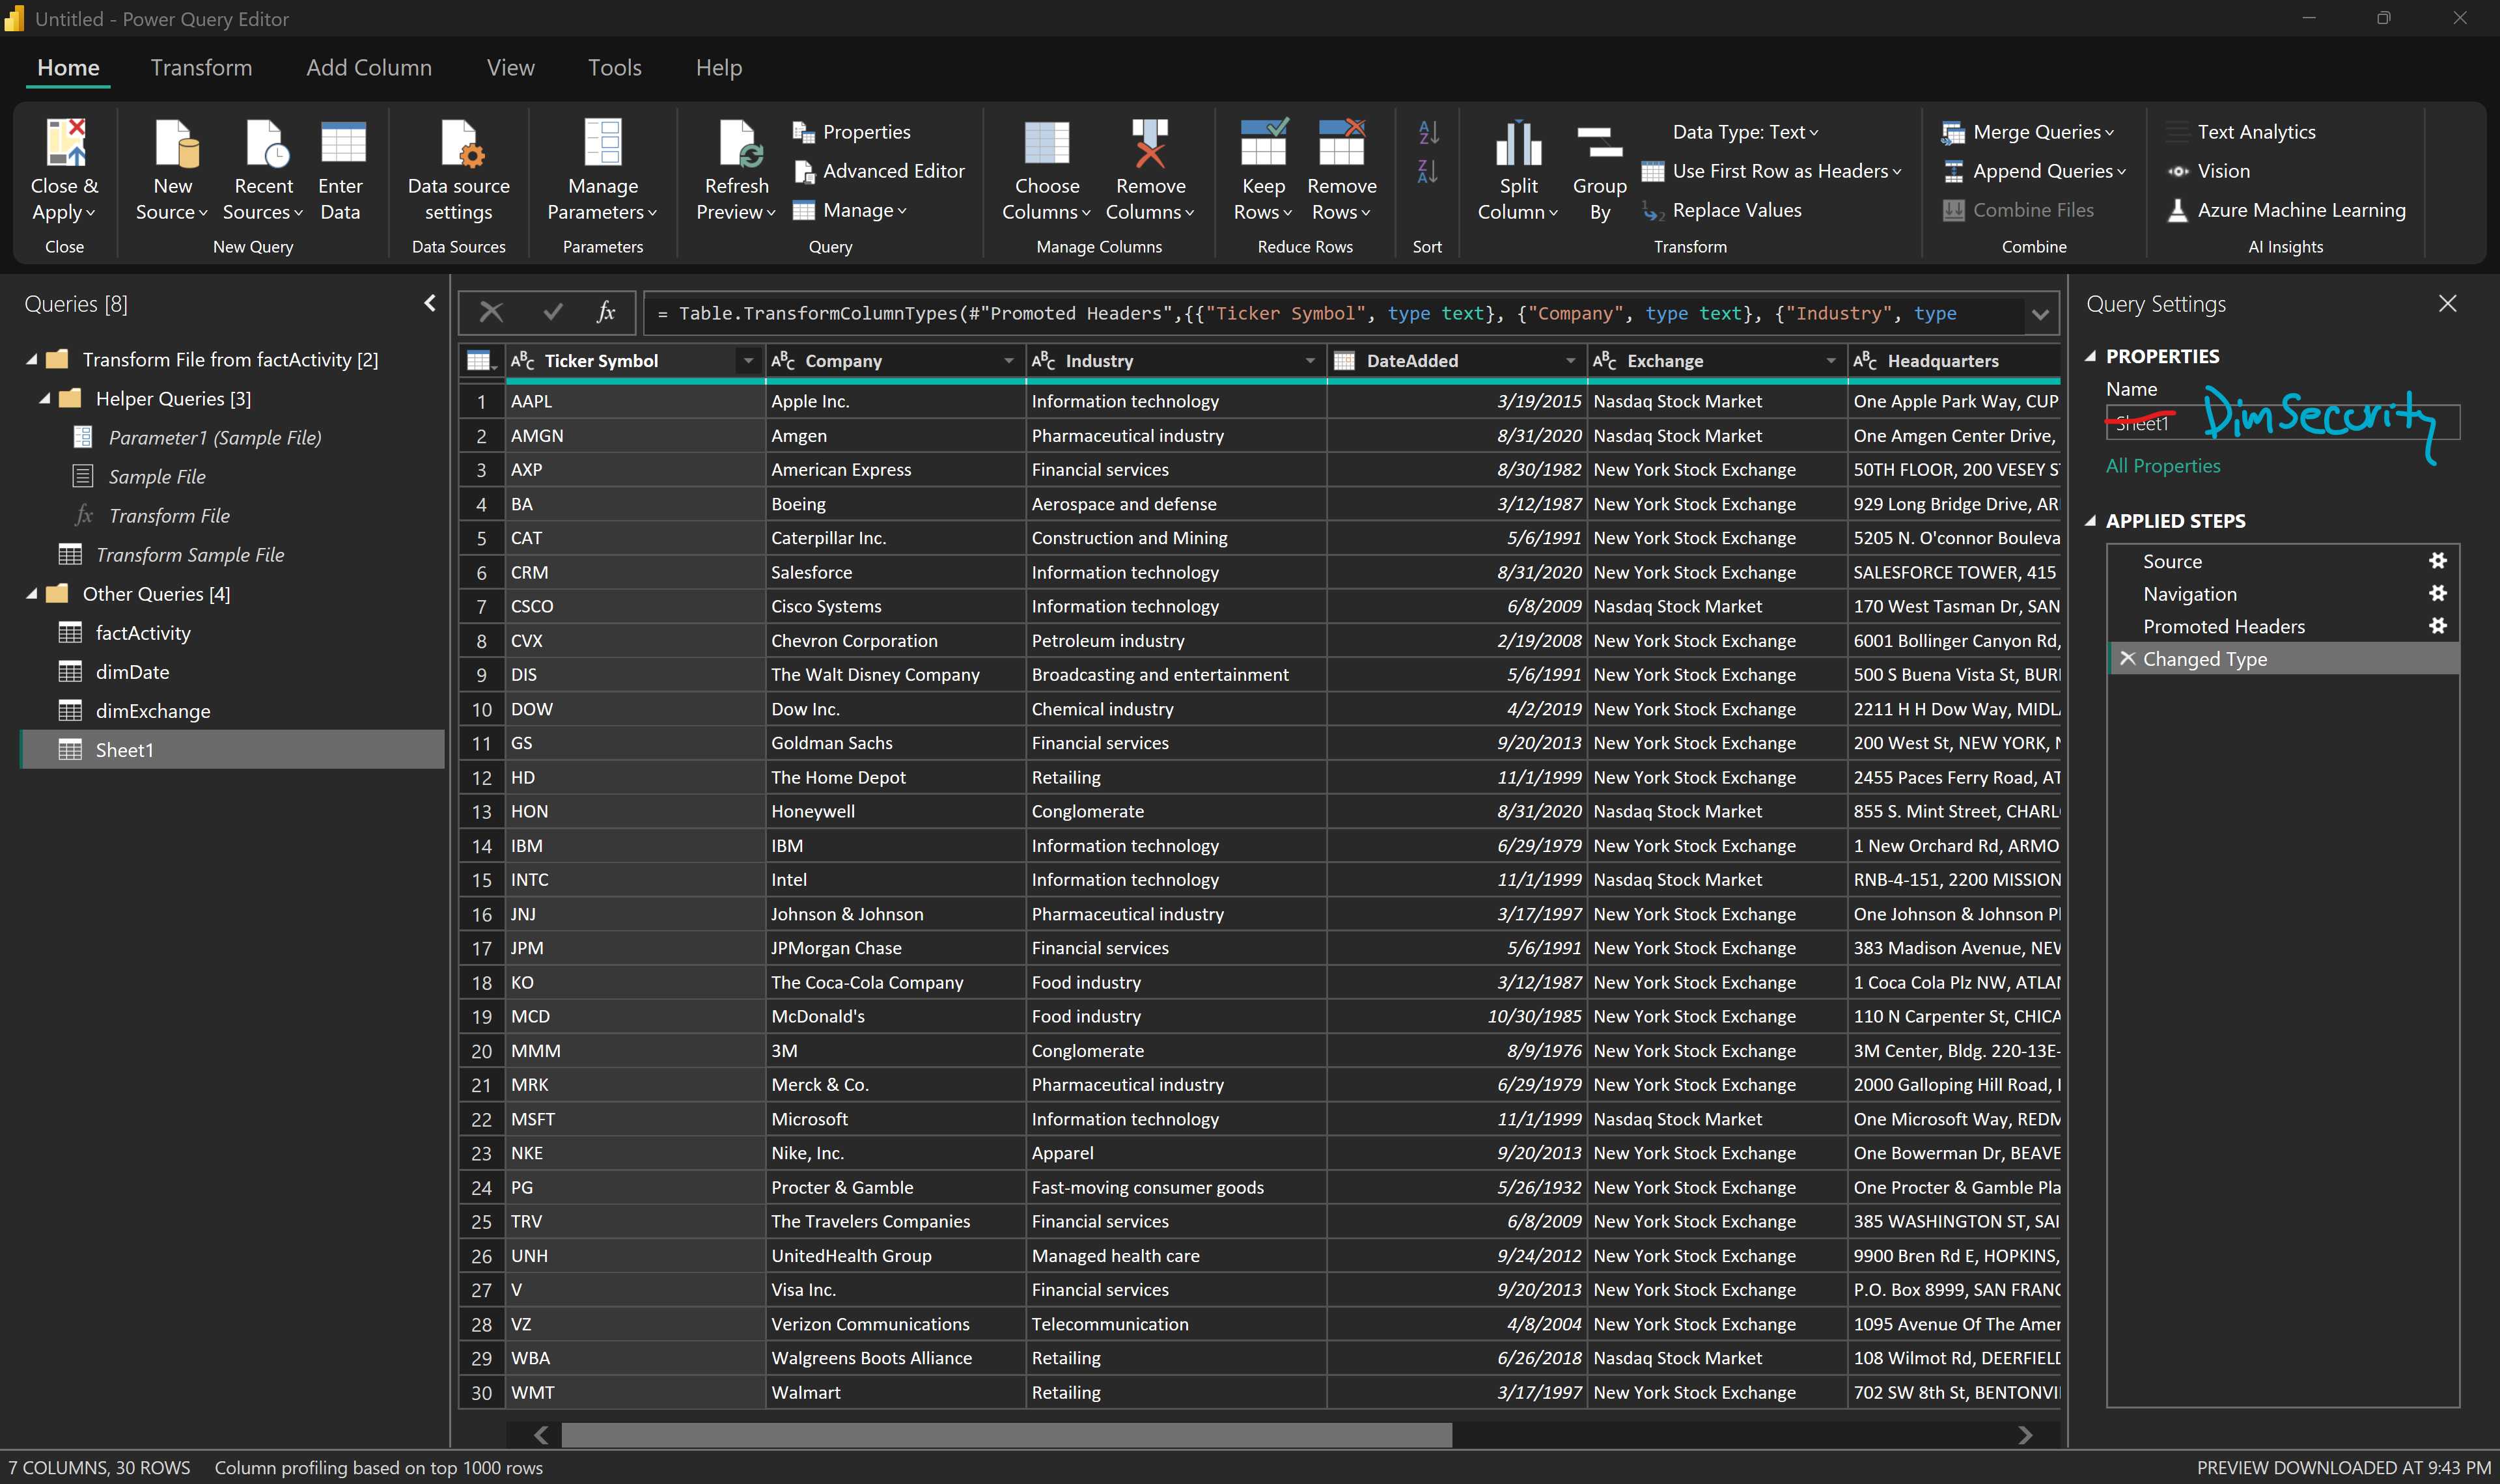 Untitled - Power Query Editor
Home Transform Add Column View Tools Help
Close & Apply
New Source
Recent Sources
Enter Data
Data source settings
Manage Parameters
Refresh Preview
Properties
Advanced Editor
Manage
Choose Columns
Remove Columns
Keep Rows
Remove Rows
Split Column
Group By
Data Type: Text
Use First Row as Headers
Replace Values
Merge Queries
Append Queries
Combine Files
Text Analytics
Vision
Azure Machine Learning
Close New Query Data Sources Parameters Query Manage Columns Reduce Rows Sort Transform Combine AI Insights
Queries [8]
Transform File from factActivity [2]
Helper Queries [3]
Parameter1 (Sample File)
Sample File
fx Transform File
Transform Sample File
Other Queries [4]
factActivity
dimDate
dimExchange
Sheet1
fx = Table.TransformColumnTypes(#"Promoted Headers",{{"Ticker Symbol", type text}, {"Company", type text}, {"Industry", type
Ticker Symbol Company Industry DateAdded Exchange Headquarters
1 AAPL Apple Inc. Information technology 3/19/2015 Nasdaq Stock Market One Apple Park Way, CUP
2 AMGN Amgen Pharmaceutical industry 8/31/2020 Nasdaq Stock Market One Amgen Center Drive,
3 AXP American Express Financial services 8/30/1982 New York Stock Exchange 50TH FLOOR, 200 VESEY S
4 BA Boeing Aerospace and defense 3/12/1987 New York Stock Exchange 929 Long Bridge Drive, AR
5 CAT Caterpillar Inc. Construction and Mining 5/6/1991 New York Stock Exchange 5205 N. O'connor Bouleva
6 CRM Salesforce Information technology 8/31/2020 New York Stock Exchange SALESFORCE TOWER, 415
7 CSCO Cisco Systems Information technology 6/8/2009 Nasdaq Stock Market 170 West Tasman Dr, SAN
8 CVX Chevron Corporation Petroleum industry 2/19/2008 New York Stock Exchange 6001 Bollinger Canyon Rd,
9 DIS The Walt Disney Company Broadcasting and entertainment 5/6/1991 New York Stock Exchange 500 S Buena Vista St, BUR
10 DOW Dow Inc. Chemical industry 4/2/2019 New York Stock Exchange 2211 H H Dow Way, MIDL
11 GS Goldman Sachs Financial services 9/20/2013 New York Stock Exchange 200 West St, NEW YORK, N
12 HD The Home Depot Retailing 11/1/1999 New York Stock Exchange 2455 Paces Ferry Road, AT
13 HON Honeywell Conglomerate 8/31/2020 Nasdaq Stock Market 855 S. Mint Street, CHARL
14 IBM IBM Information technology 6/29/1979 New York Stock Exchange 1 New Orchard Rd, ARMO
15 INTC Intel Information technology 11/1/1999 Nasdaq Stock Market RNB-4-151, 2200 MISSION
16 JNJ Johnson & Johnson Pharmaceutical industry 3/17/1997 New York Stock Exchange One Johnson & Johnson Pl
17 JPM JPMorgan Chase Financial services 5/6/1991 New York Stock Exchange 383 Madison Avenue, NEW
18 KO The Coca-Cola Company Food industry 3/12/1987 New York Stock Exchange 1 Coca Cola Plz NW, ATLAN
19 MCD McDonald's Food industry 10/30/1985 New York Stock Exchange 110 N Carpenter St, CHICA
20 MMM 3M Conglomerate 8/9/1976 New York Stock Exchange 3M Center, Bldg. 220-13E-
21 MRK Merck & Co. Pharmaceutical industry 6/29/1979 New York Stock Exchange 2000 Galloping Hill Road,
22 MSFT Microsoft Information technology 11/1/1999 Nasdaq Stock Market One Microsoft Way, REDM
23 NKE Nike, Inc. Apparel 9/20/2013 New York Stock Exchange One Bowerman Dr, BEAVE
24 PG Procter & Gamble Fast-moving consumer goods 5/26/1932 New York Stock Exchange One Procter & Gamble Pla
25 TRV The Travelers Companies Financial services 6/8/2009 New York Stock Exchange 385 WASHINGTON ST, SAI
26 UNH UnitedHealth Group Managed health care 9/24/2012 New York Stock Exchange 9900 Bren Rd E, HOPKINS,
27 V Visa Inc. Financial services 9/20/2013 New York Stock Exchange P.O. Box 8999, SAN FRANC
28 VZ Verizon Communications Telecommunication 4/8/2004 New York Stock Exchange 1095 Avenue Of The Amer
29 WBA Walgreens Boots Alliance Retailing 6/26/2018 Nasdaq Stock Market 108 Wilmot Rd, DEERFIELD
30 WMT Walmart Retailing 3/17/1997 New York Stock Exchange 702 SW 8th St, BENTONVI
Query Settings
PROPERTIES
Name
Sheet1 DimSecurity
All Properties
APPLIED STEPS
Source
Navigation
Promoted Headers
Changed Type
7 COLUMNS, 30 ROWS Column profiling based on top 1000 rows PREVIEW DOWNLOADED AT 9:43 PM